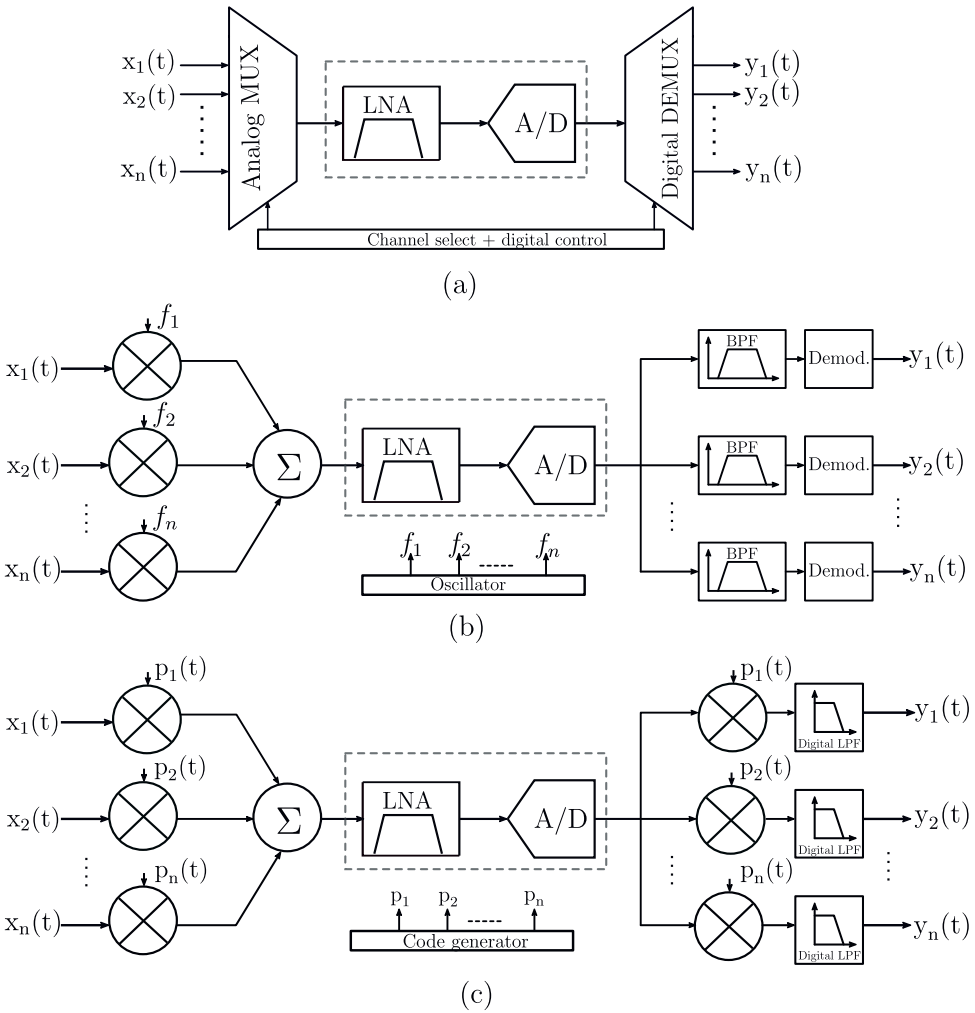 x₁(t)
x₂(t)
xₙ(t)
Analog MUX
LNA
A/D
Digital DEMUX
y₁(t)
y₂(t)
yₙ(t)
Channel select + digital control
(a)
f₁
x₁(t)
f₂
x₂(t)
fₙ
xₙ(t)
Σ
LNA
A/D
f₁ f₂ fₙ
Oscillator
BPF
Demod.
y₁(t)
BPF
Demod.
y₂(t)
BPF
Demod.
yₙ(t)
(b)
p₁(t)
x₁(t)
p₂(t)
x₂(t)
pₙ(t)
xₙ(t)
Σ
LNA
A/D
p₁ p₂ pₙ
Code generator
p₁(t)
Digital LPF
y₁(t)
p₂(t)
Digital LPF
y₂(t)
pₙ(t)
Digital LPF
yₙ(t)
(c)